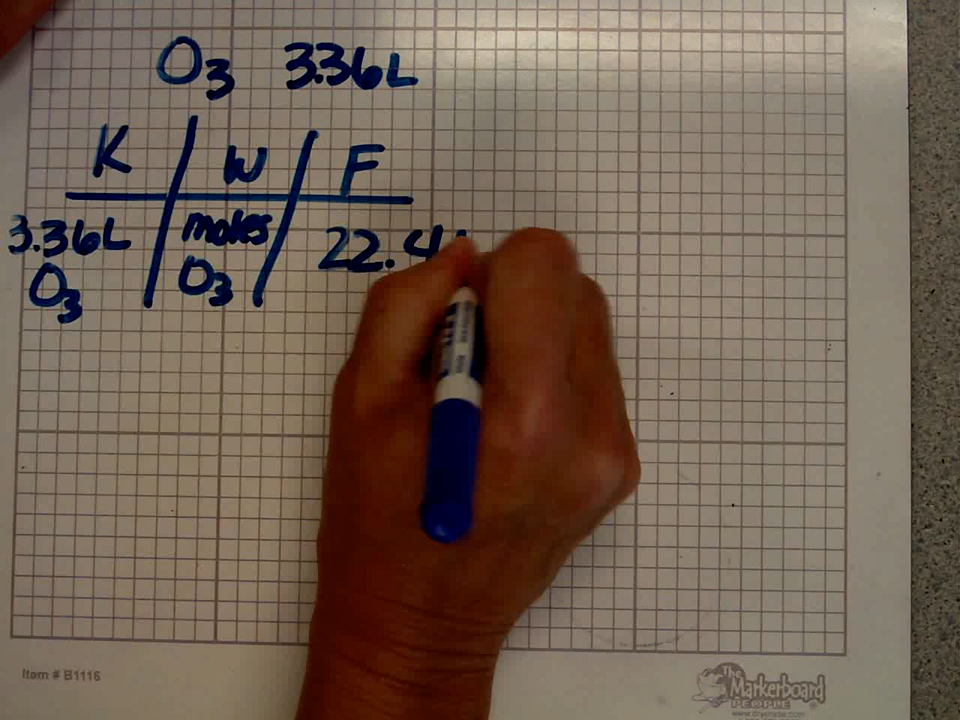 O3 3.36L
K W F
3.36L moles 22.4
O3 O3
Item # B1116
The
Markerboard
PEOPLE